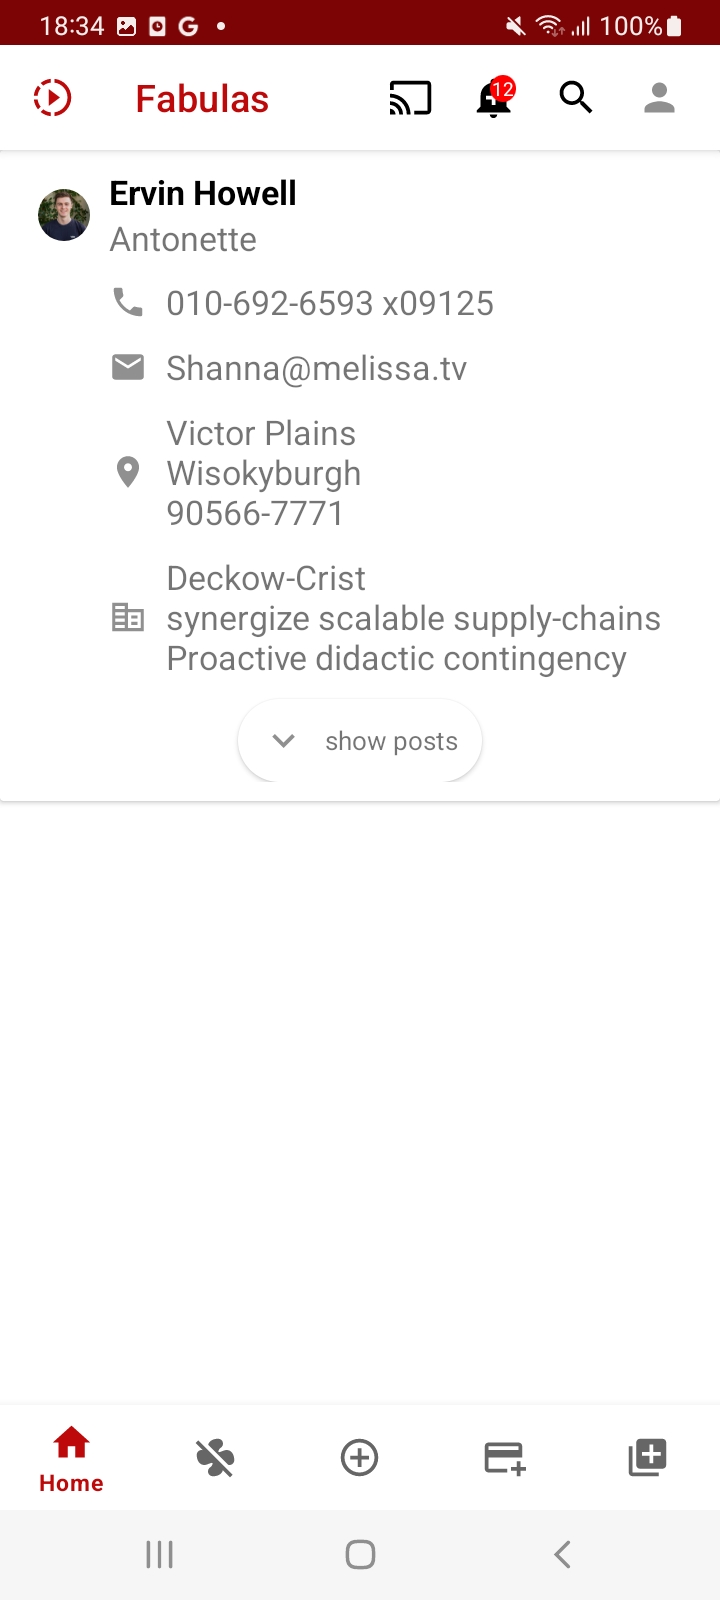 18:34
100%
Fabulas
12
Ervin Howell
Antonette
010-692-6593 x09125
Shanna@melissa.tv
Victor Plains
Wisokyburgh
90566-7771
Deckow-Crist
synergize scalable supply-chains
Proactive didactic contingency
show posts
Home